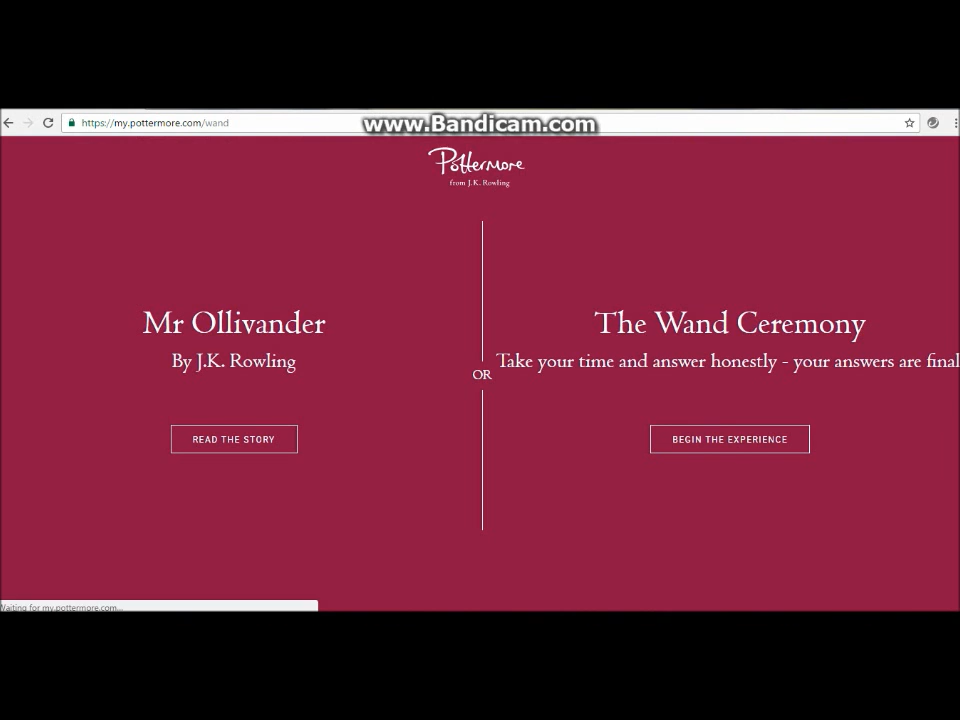 https://my.pottermore.com/wand
www.Bandicam.com
Pottermore
from J.K. Rowling
Mr Ollivander
By J.K. Rowling
READ THE STORY
OR
The Wand Ceremony
Take your time and answer honestly - your answers are final
BEGIN THE EXPERIENCE
Waiting for my.pottermore.com...